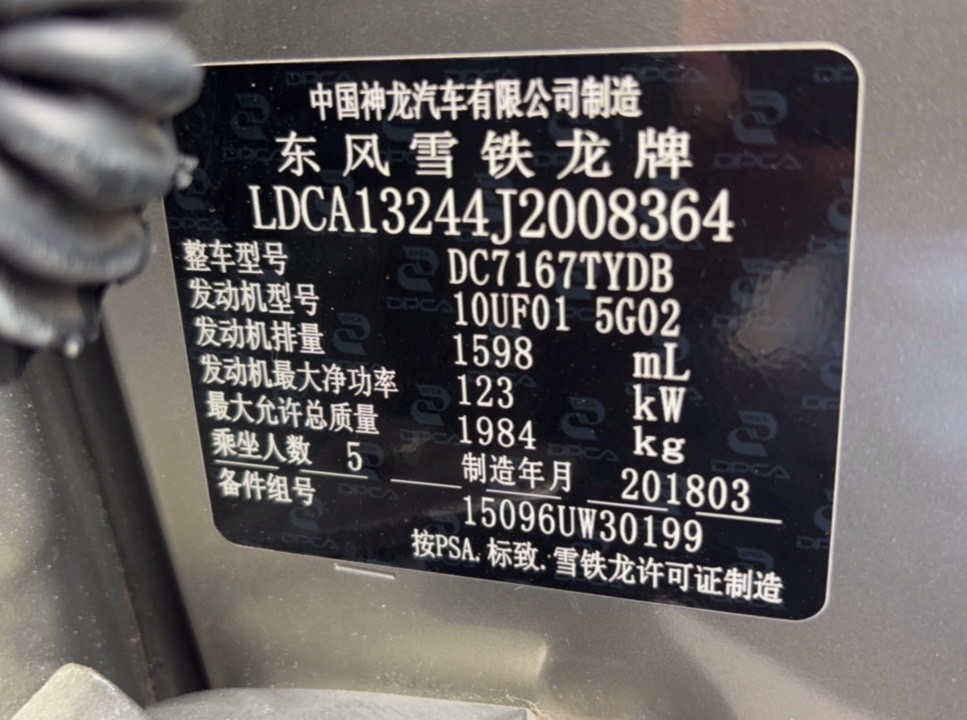 中国神龙汽车有限公司制造
东风雪铁龙牌
LDCA13244J2008364
整车型号 DC7167TYDB
发动机型号 10UF01 5G02
发动机排量 1598 mL
发动机最大净功率 123 kW
最大允许总质量 1984 kg
乘坐人数 5 制造年月 201803
备件组号 15096UW30199
按PSA.标致.雪铁龙许可证制造